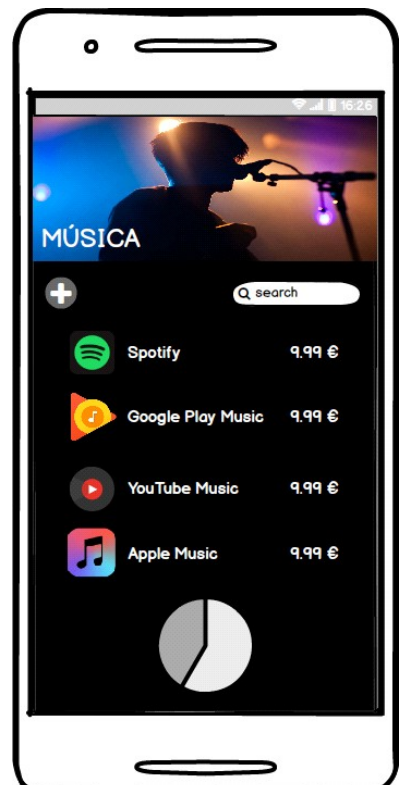 16:26
MÚSICA
search
Spotify 9.99 €
Google Play Music 9.99 €
YouTube Music 9.99 €
Apple Music 9.99 €